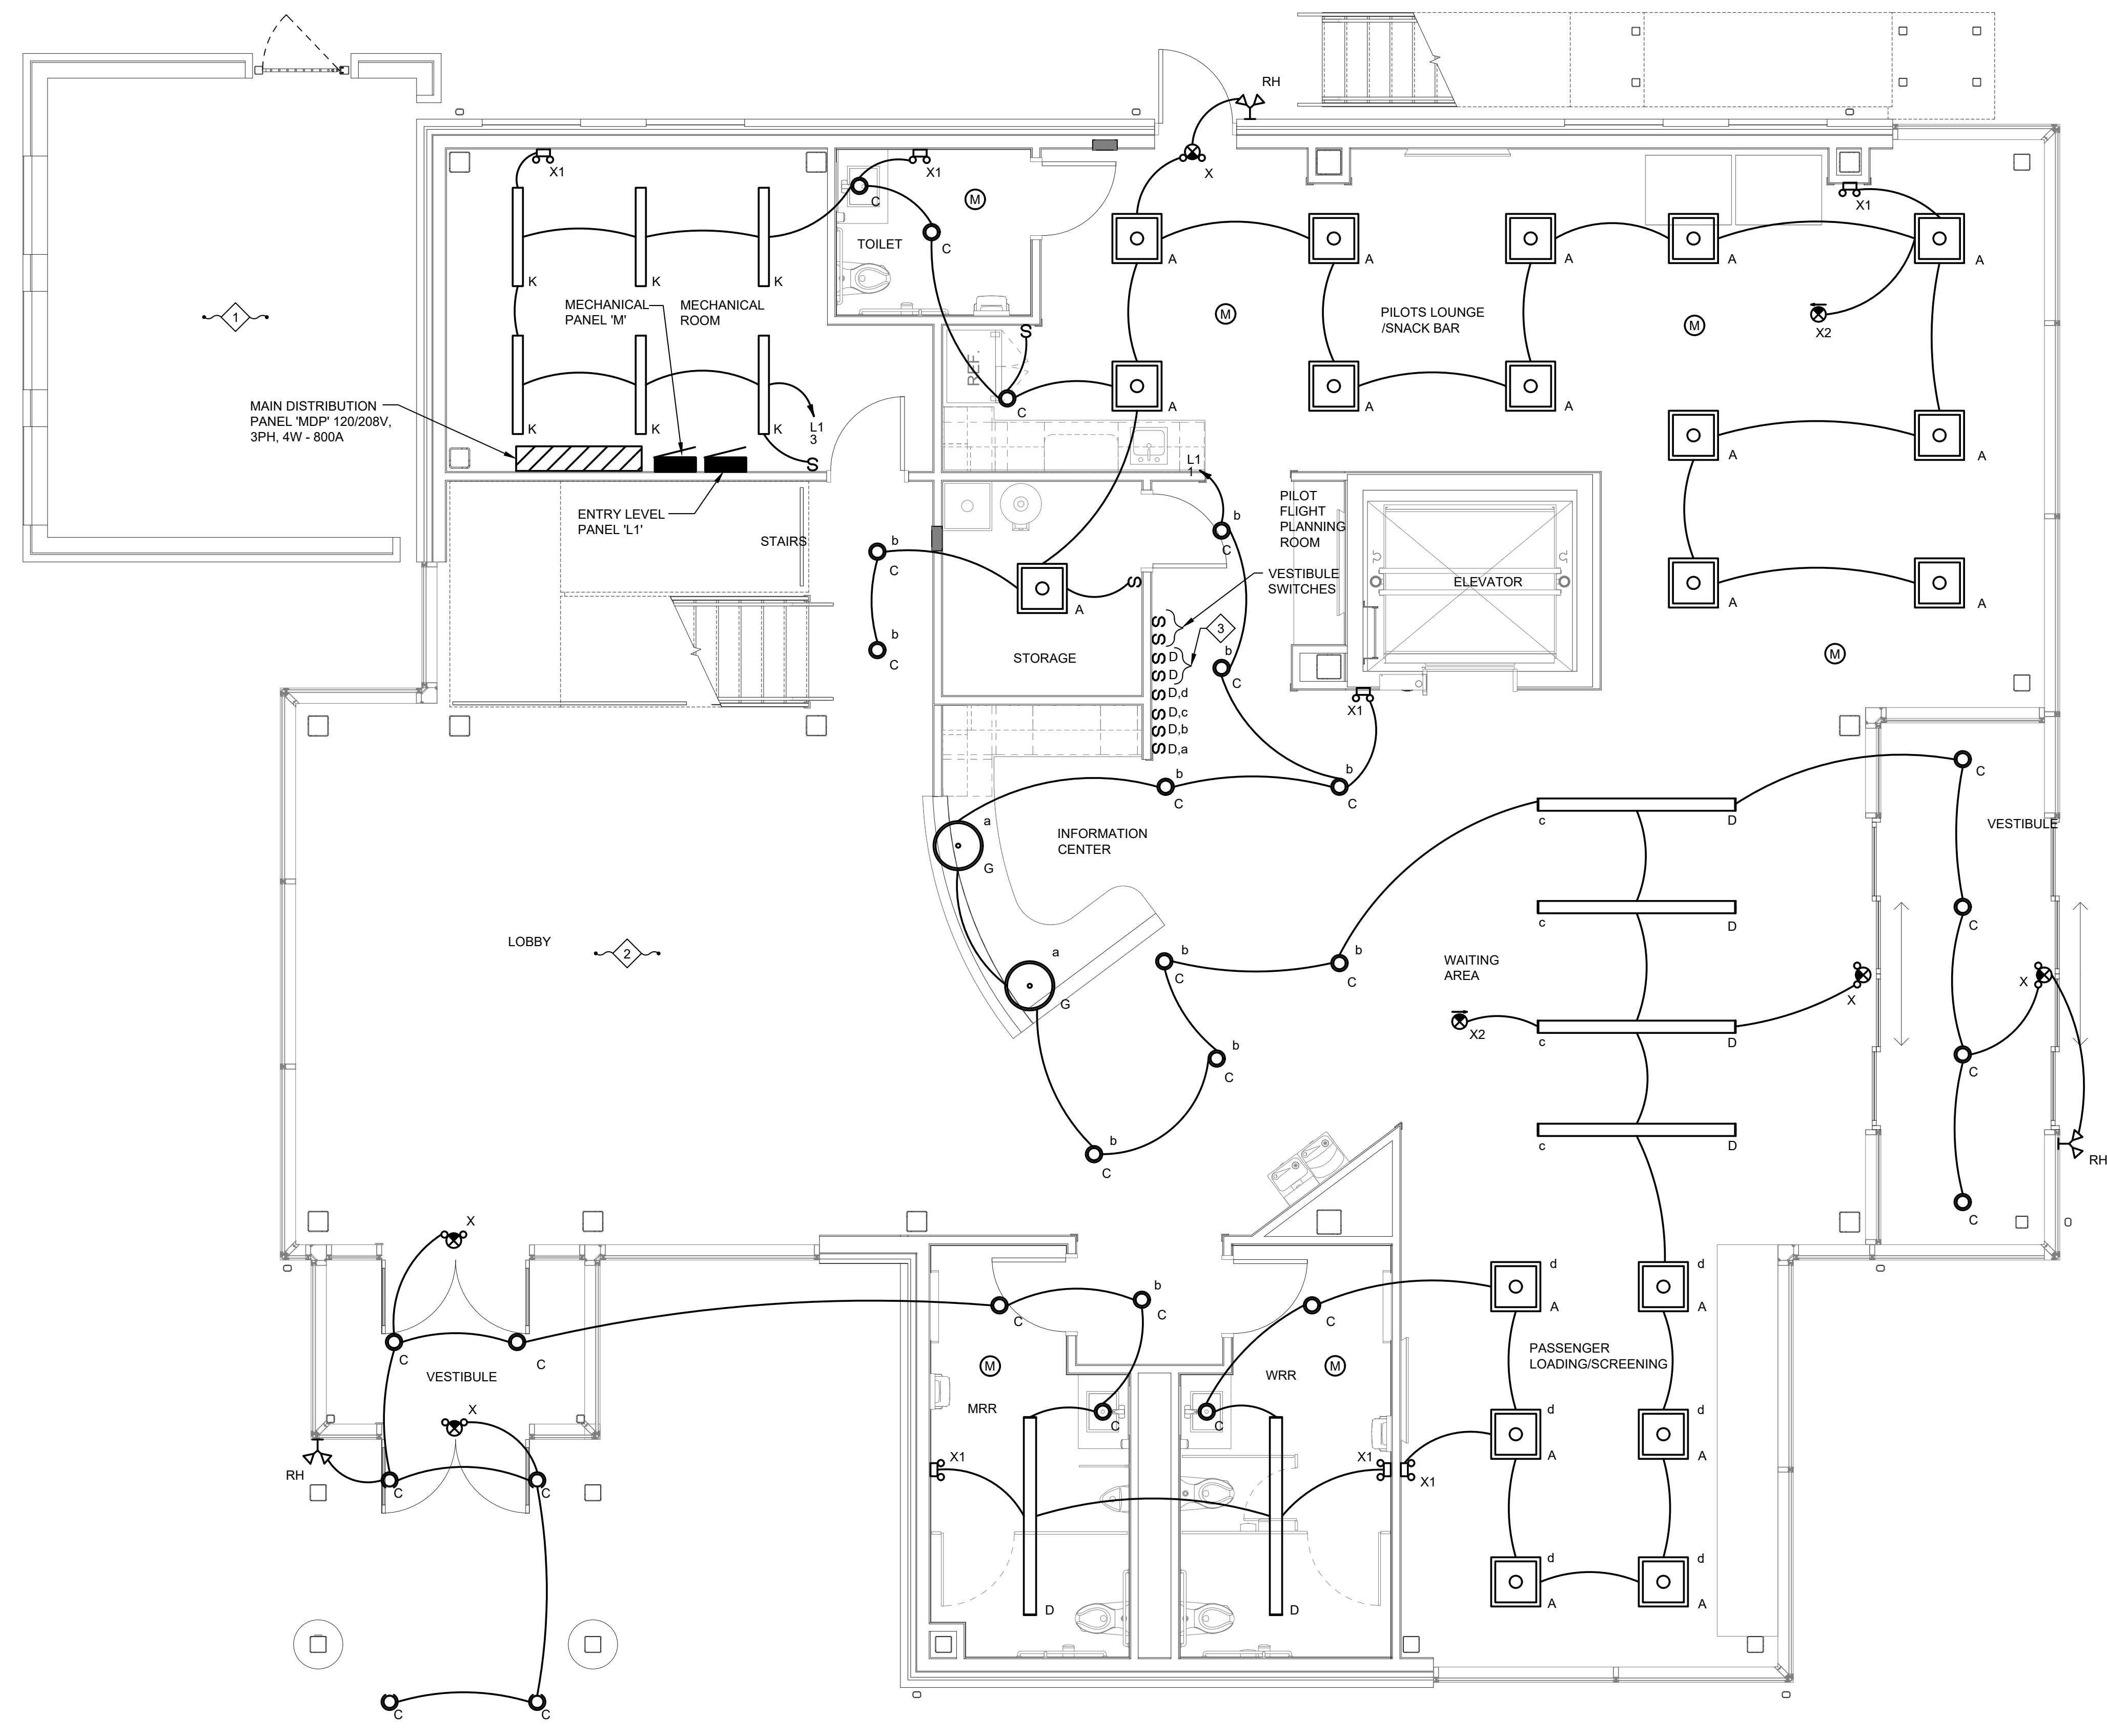 RH
X1
X1
X
X1
C
M
TOILET
C
A
A
A
A
A
1
K
K
K
MECHANICAL
PANEL 'M'
MECHANICAL
ROOM
M
PILOTS LOUNGE
/SNACK BAR
M
X2
S
REF.
MAIN DISTRIBUTION
PANEL 'MDP' 120/208V,
3PH, 4W - 800A
K
K
K
L1
3
S
C
A
A
A
A
A
L1
1
ENTRY LEVEL
PANEL 'L1'
STAIRS
b
C
b
C
S
A
STORAGE
b
C
PILOT
FLIGHT
PLANNING
ROOM
VESTIBULE
SWITCHES
3
ELEVATOR
A
A
S
S
S D
S D
S D,d
S D,c
S D,b
S D,a
b
C
X1
M
b
C
b
C
C
a
G
INFORMATION
CENTER
c
D
VESTIBULE
c
D
C
LOBBY
2
a
G
b
C
b
C
WAITING
AREA
X2
c
D
X
X
C
b
C
b
C
c
D
RH
C
X
C
C
VESTIBULE
X
RH
C
C
C
C
C
b
C
C
M
MRR
C
X1
D
C
M
WRR
C
X1
X1
D
d
A
d
A
PASSENGER
LOADING/SCREENING
d
A
d
A
d
A
d
A